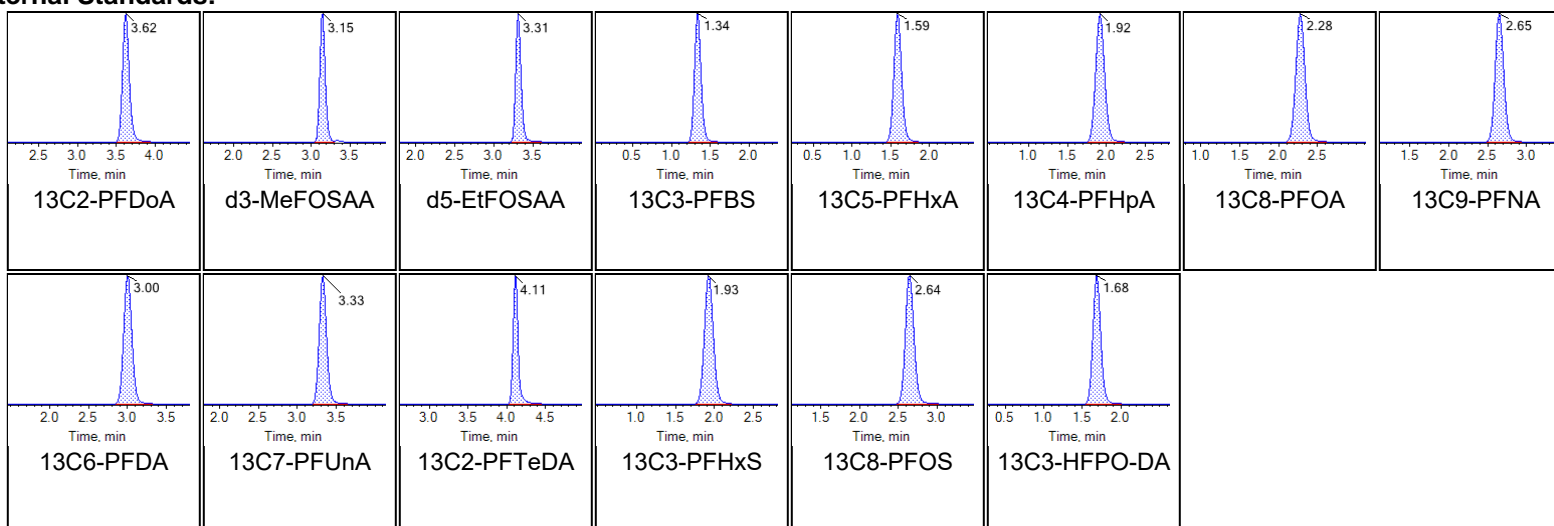 ternal Standards:
3.62 3.15 3.31 1.34 1.59 1.92 2.28 2.65
2.5 3.0 3.5 4.0 2.0 2.5 3.0 3.5 2.0 2.5 3.0 3.5 0.5 1.0 1.5 2.0 0.5 1.0 1.5 2.0 1.0 1.5 2.0 2.5 1.0 1.5 2.0 2.5 1.5 2.0 2.5 3.0
Time, min Time, min Time, min Time, min Time, min Time, min Time, min Time, min
13C2-PFDoA d3-MeFOSAA d5-EtFOSAA 13C3-PFBS 13C5-PFHxA 13C4-PFHpA 13C8-PFOA 13C9-PFNA
3.00 3.33 4.11 1.93 2.64 1.68
2.0 2.5 3.0 3.5 2.0 2.5 3.0 3.5 3.0 3.5 4.0 4.5 1.0 1.5 2.0 2.5 1.5 2.0 2.5 3.0 0.5 1.0 1.5 2.0
Time, min Time, min Time, min Time, min Time, min Time, min
13C6-PFDA 13C7-PFUnA 13C2-PFTeDA 13C3-PFHxS 13C8-PFOS 13C3-HFPO-DA